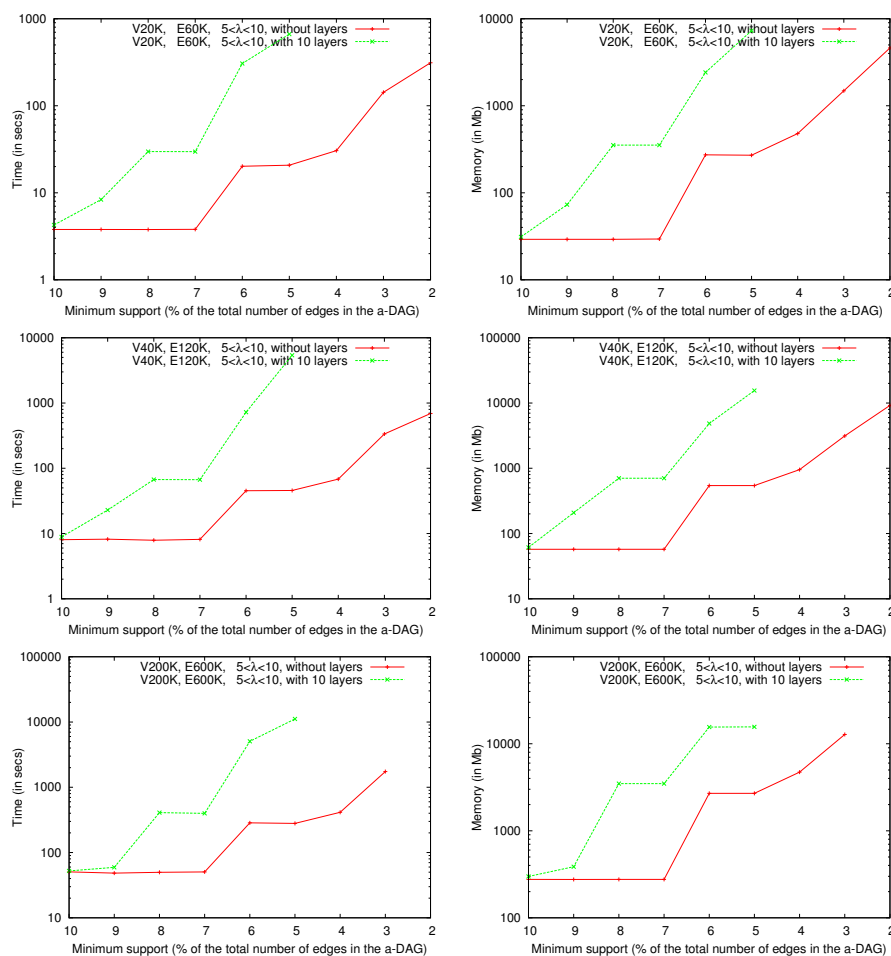 V20K, E60K, 5<λ<10, without layers
V20K, E60K, 5<λ<10, with 10 layers
1000
100
10
1
Time (in secs)
10 9 8 7 6 5 4 3 2
Minimum support (% of the total number of edges in the a-DAG)
V20K, E60K, 5<λ<10, without layers
V20K, E60K, 5<λ<10, with 10 layers
10000
1000
100
10
Memory (in Mb)
10 9 8 7 6 5 4 3 2
Minimum support (% of the total number of edges in the a-DAG)
V40K, E120K, 5<λ<10, without layers
V40K, E120K, 5<λ<10, with 10 layers
10000
1000
100
10
1
Time (in secs)
10 9 8 7 6 5 4 3 2
Minimum support (% of the total number of edges in the a-DAG)
V40K, E120K, 5<λ<10, without layers
V40K, E120K, 5<λ<10, with 10 layers
100000
10000
1000
100
10
Memory (in Mb)
10 9 8 7 6 5 4 3 2
Minimum support (% of the total number of edges in the a-DAG)
V200K, E600K, 5<λ<10, without layers
V200K, E600K, 5<λ<10, with 10 layers
100000
10000
1000
100
10
Time (in secs)
10 9 8 7 6 5 4 3 2
Minimum support (% of the total number of edges in the a-DAG)
V200K, E600K, 5<λ<10, without layers
V200K, E600K, 5<λ<10, with 10 layers
100000
10000
1000
100
Memory (in Mb)
10 9 8 7 6 5 4 3 2
Minimum support (% of the total number of edges in the a-DAG)